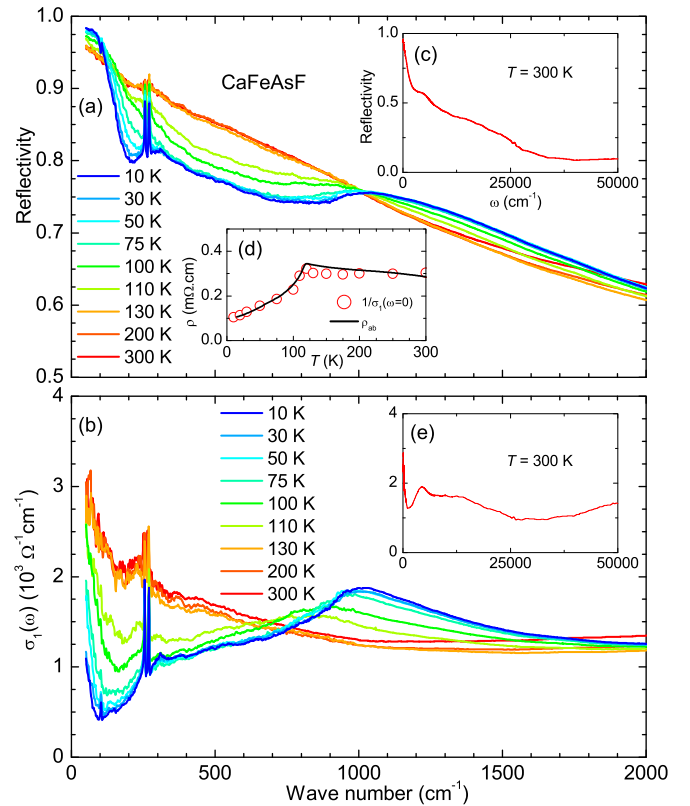 1.0
0.9
0.8
0.7
0.6
0.5
Reflectivity
(a)
CaFeAsF
10 K
30 K
50 K
75 K
100 K
110 K
130 K
200 K
300 K
(c)
T = 300 K
Reflectivity
1.0
0.5
0.0
0
25000
50000
ω (cm⁻¹)
(d)
ρ (mΩ.cm)
0.4
0.2
0.0
0
100
200
300
T (K)
1/σ₁(ω=0)
ρ_ab
(b)
σ₁(ω) (10³ Ω⁻¹cm⁻¹)
4
3
2
1
0
10 K
30 K
50 K
75 K
100 K
110 K
130 K
200 K
300 K
(e)
T = 300 K
4
2
0
0
25000
50000
0
500
1000
1500
2000
Wave number (cm⁻¹)
Wave number (cm⁻¹)